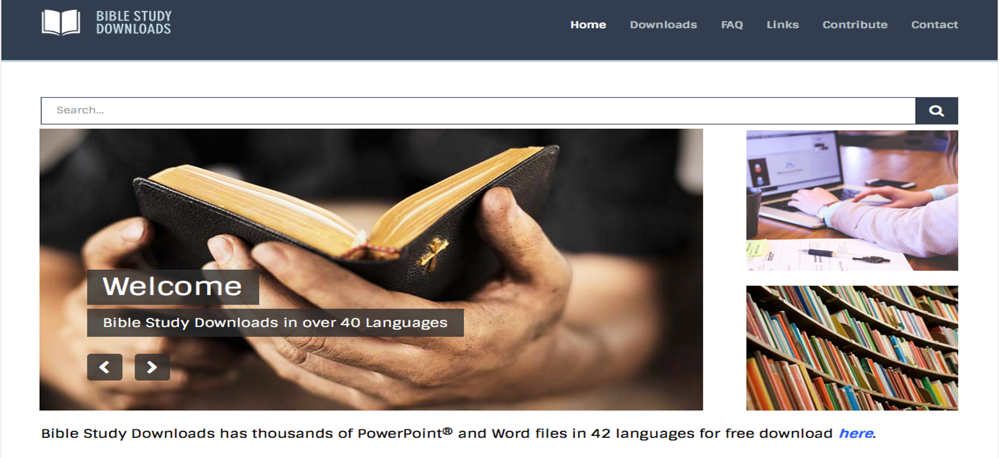 BIBLE STUDY
DOWNLOADS
Home Downloads FAQ Links Contribute Contact
Search...
Welcome
Bible Study Downloads in over 40 Languages
Bible Study Downloads has thousands of PowerPoint® and Word files in 42 languages for free download here.